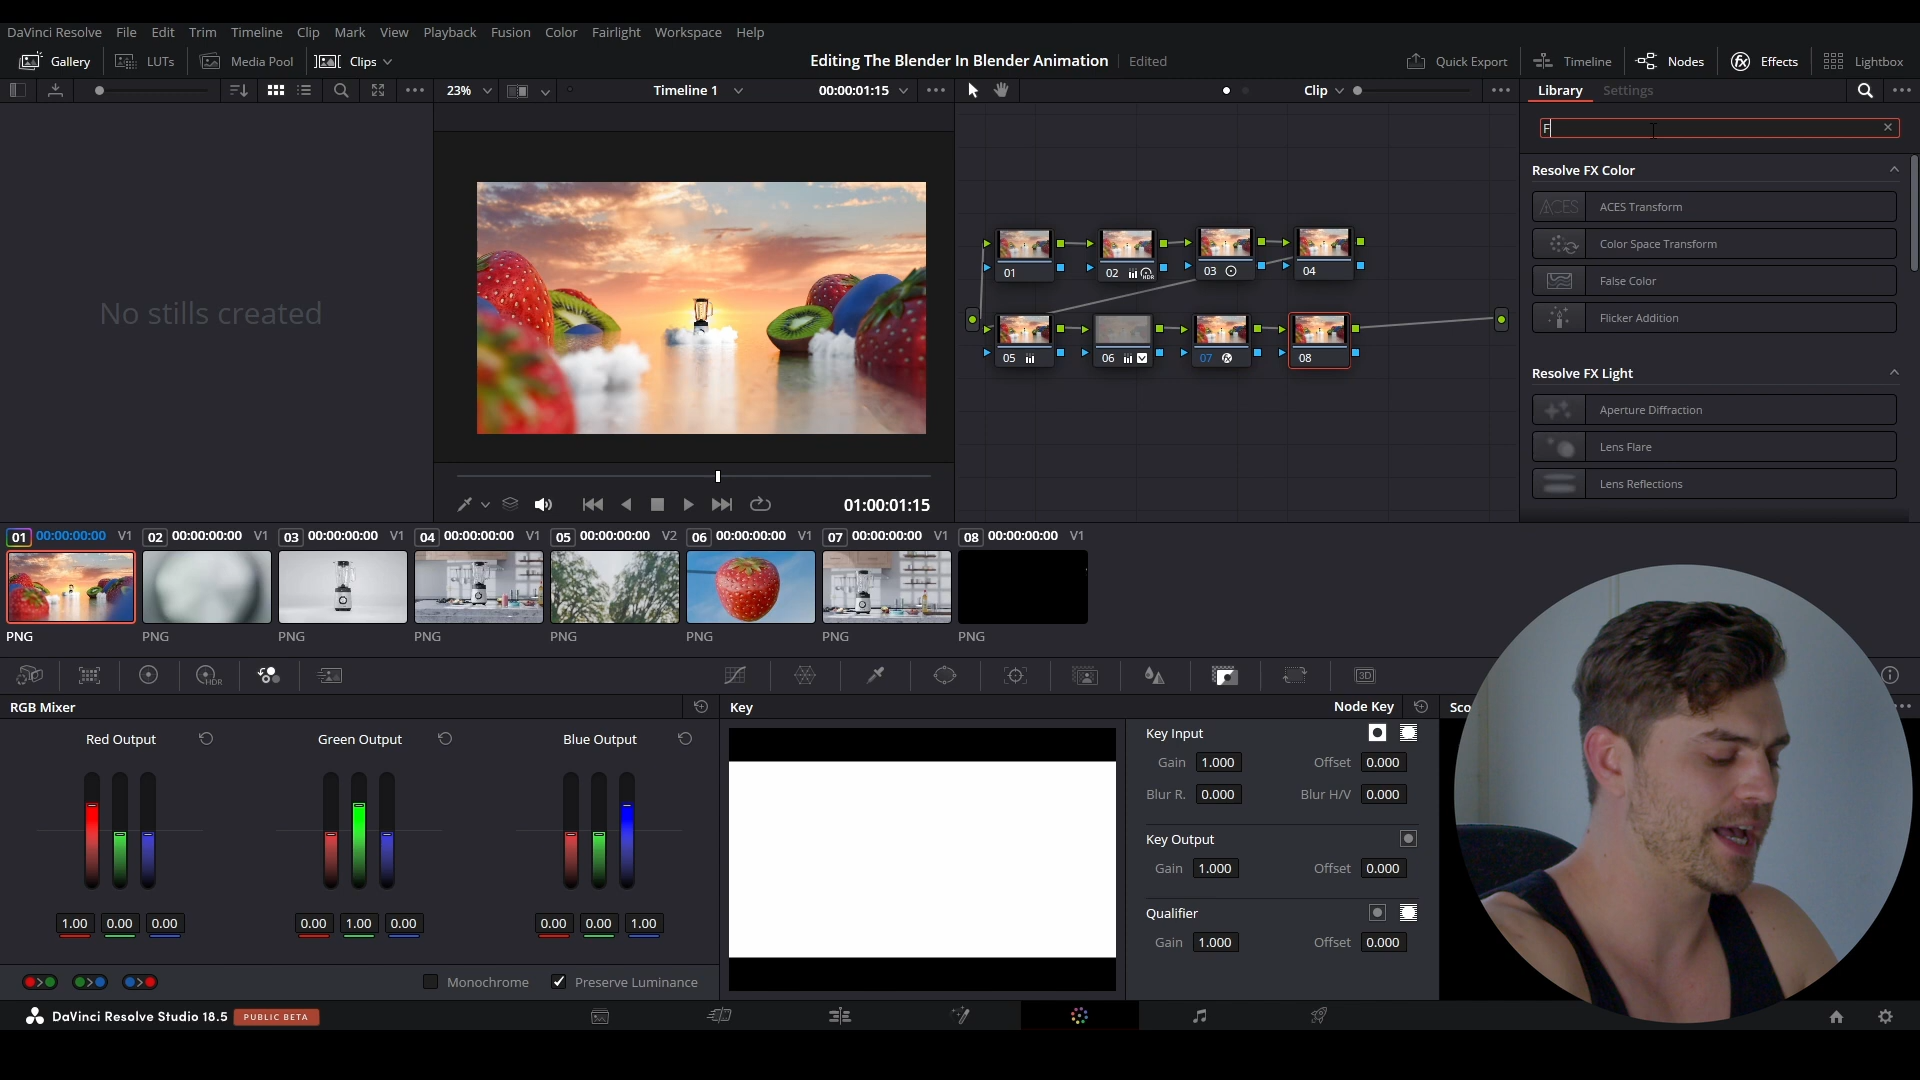 DaVinci Resolve File Edit Trim Timeline Clip Mark View Playback Fusion Color Fairlight Workspace Help
Gallery LUTs Media Pool Clips Editing The Blender In Blender Animation Edited Quick Export Timeline Nodes Effects Lightbox
23% Timeline 1 00:00:01:15 Clip Library Settings
F
No stills created
01 02 HDR 03 04
05 06 07 08
01:00:01:15
Resolve FX Color
ACES ACES Transform
Color Space Transform
False Color
Flicker Addition
Resolve FX Light
Aperture Diffraction
Lens Flare
Lens Reflections
01 00:00:00:00 V1 02 00:00:00:00 V1 03 00:00:00:00 V1 04 00:00:00:00 V1 05 00:00:00:00 V2 06 00:00:00:00 V1 07 00:00:00:00 V1 08 00:00:00:00 V1
PNG PNG PNG PNG PNG PNG PNG PNG
HDR 3D
RGB Mixer Key Node Key Sco
Red Output Green Output Blue Output
1.00 0.00 0.00 0.00 1.00 0.00 0.00 0.00 1.00
Monochrome Preserve Luminance
Key Input
Gain 1.000 Offset 0.000
Blur R. 0.000 Blur H/V 0.000
Key Output
Gain 1.000 Offset 0.000
Qualifier
Gain 1.000 Offset 0.000
DaVinci Resolve Studio 18.5 PUBLIC BETA